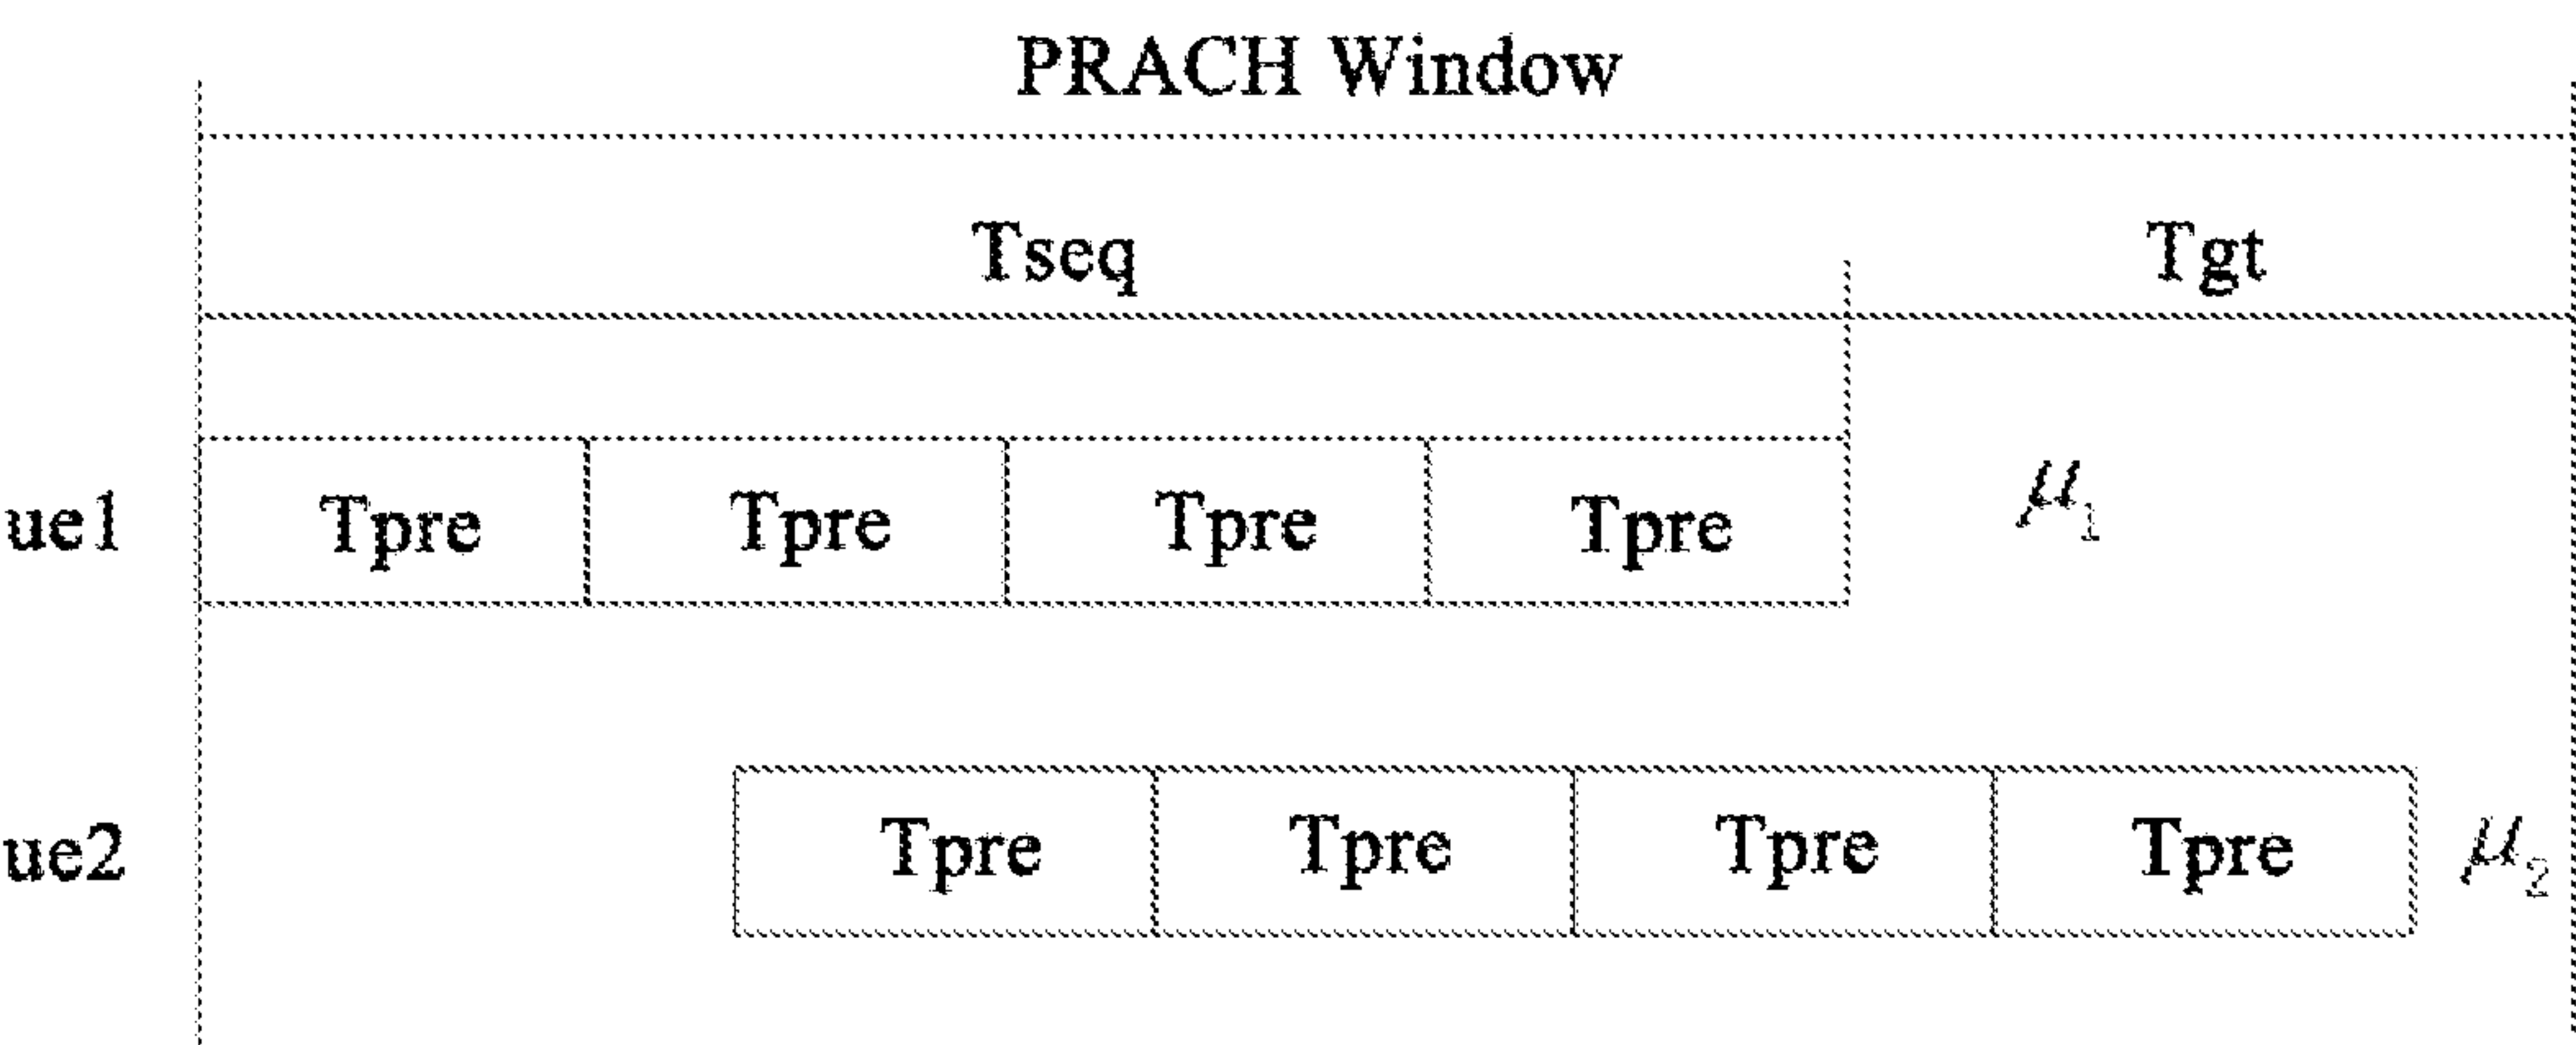 PRACH Window
Tseq Tgt
ue1 Tpre Tpre Tpre Tpre μ₁
ue2 Tpre Tpre Tpre Tpre μ₂